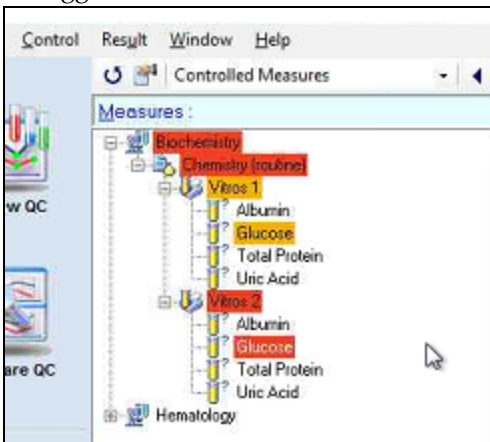 Control Result Window Help
Controlled Measures
Measures :
Biochemistry
Chemistry (routine)
Vitros 1
Albumin
Glucose
Total Protein
Uric Acid
Vitros 2
Albumin
Glucose
Total Protein
Uric Acid
Hematology
w QC
are QC